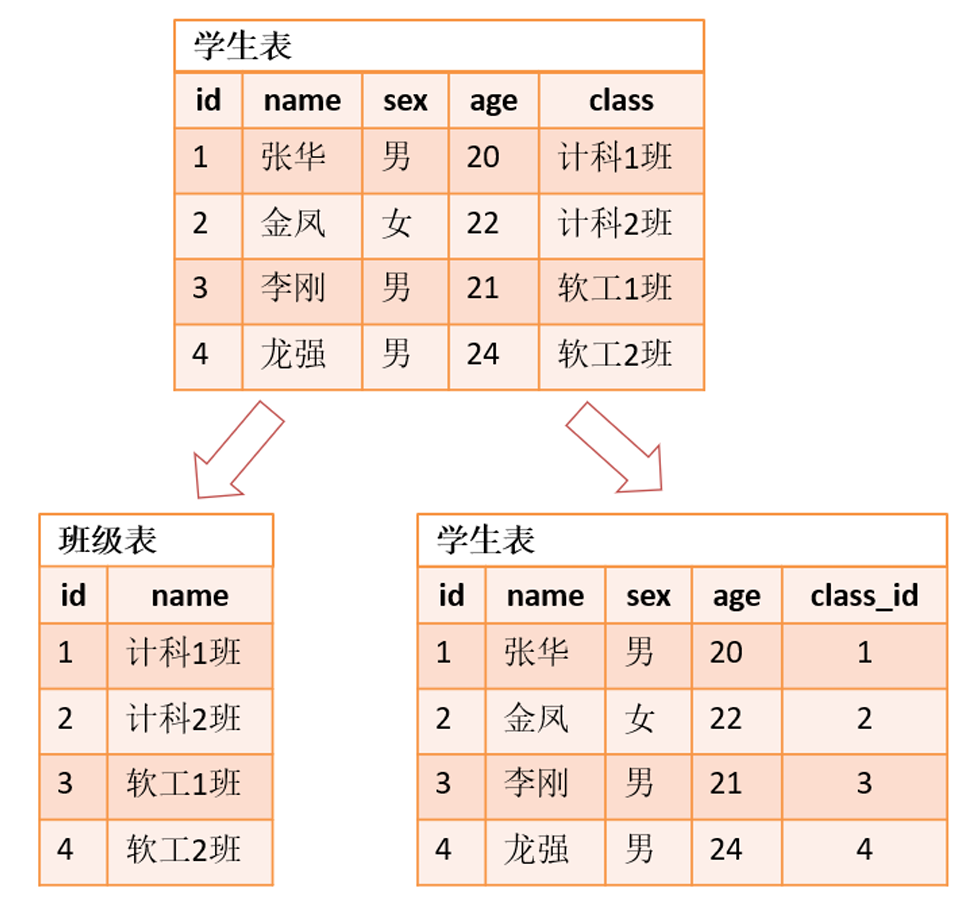 学生表
id name sex age class
1 张华 男 20 计科1班
2 金凤 女 22 计科2班
3 李刚 男 21 软工1班
4 龙强 男 24 软工2班
班级表
id name
1 计科1班
2 计科2班
3 软工1班
4 软工2班
学生表
id name sex age class_id
1 张华 男 20 1
2 金凤 女 22 2
3 李刚 男 21 3
4 龙强 男 24 4